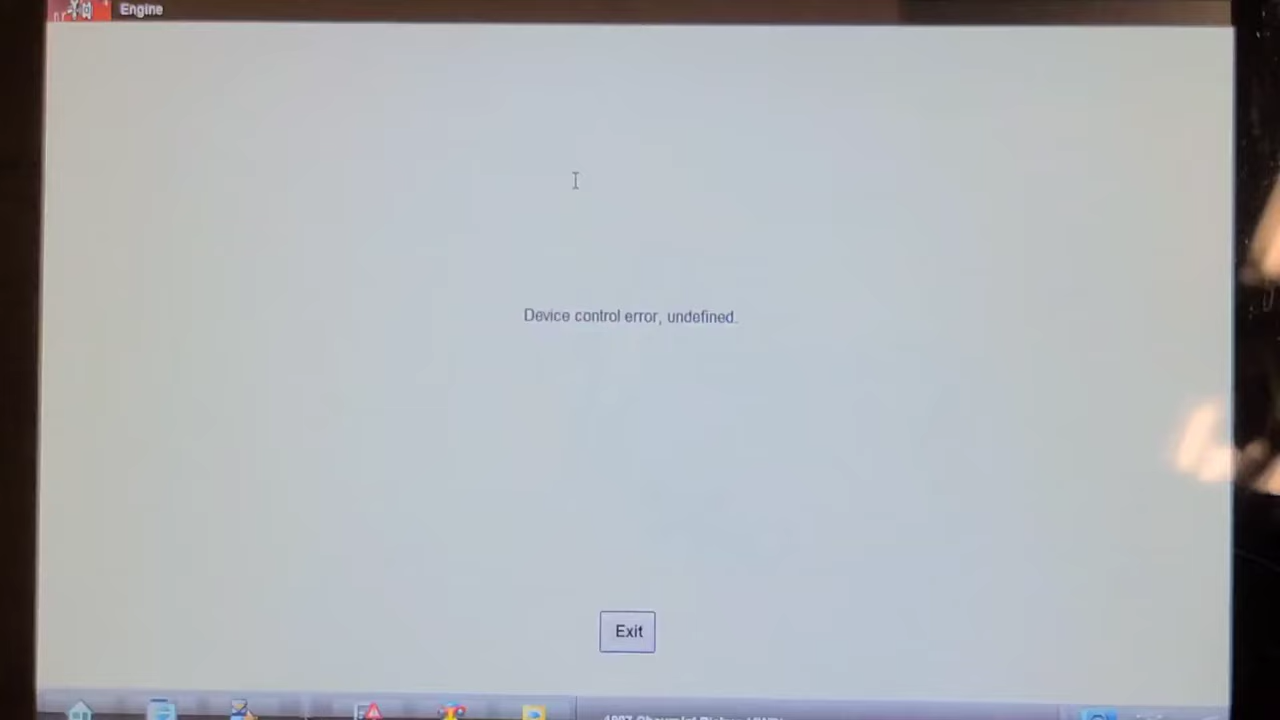 Engine
Device control error, undefined.
Exit